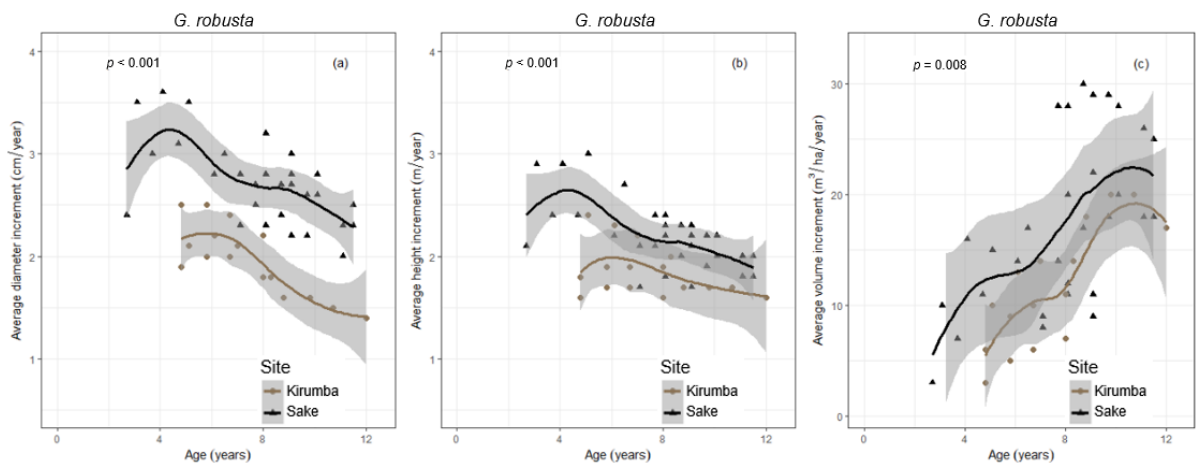 G. robusta
p < 0.001
(a)
4
3
2
1
Average diameter increment (cm/year)
Site
Kirumba
Sake
0
4
8
12
Age (years)
G. robusta
p < 0.001
(b)
4
3
2
1
Average height increment (m/year)
Site
Kirumba
Sake
0
4
8
12
Age (years)
G. robusta
p = 0.008
(c)
30
20
10
0
Average volume increment (m³/ha/year)
Site
Kirumba
Sake
0
4
8
12
Age (years)